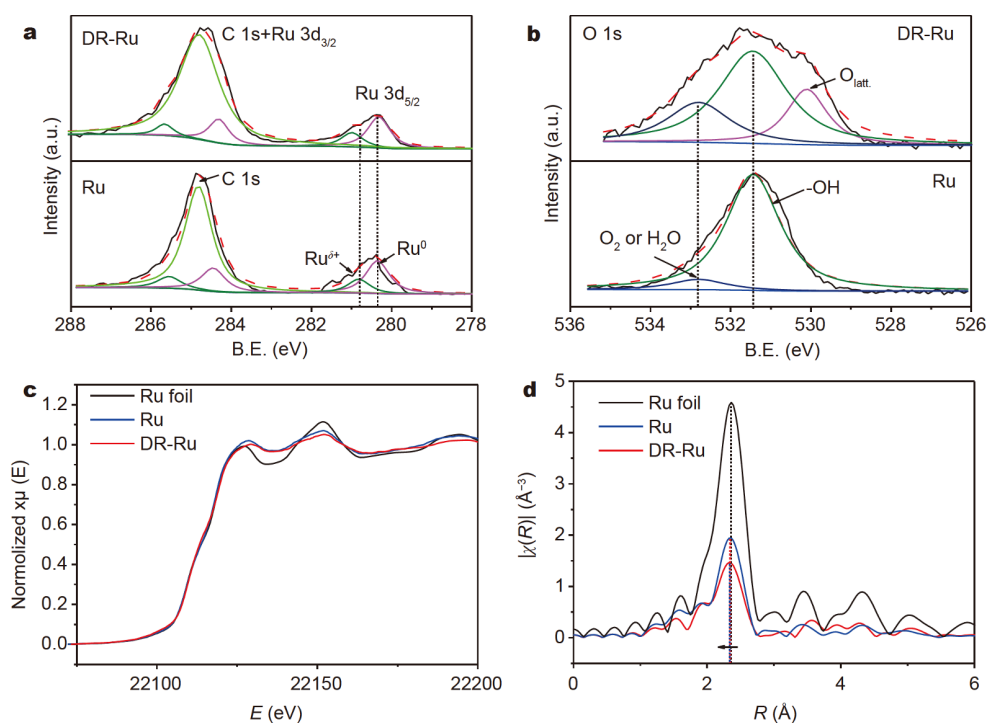 a
DR-Ru
C 1s+Ru 3d3/2
Ru 3d5/2
Ru
C 1s
Ruδ+
Ru0
Intensity (a.u.)
288 286 284 282 280 278
B.E. (eV)
b
O 1s
DR-Ru
Olatt.
Ru
-OH
O2 or H2O
Intensity (a.u.)
536 534 532 530 528 526
B.E. (eV)
c
Ru foil
Ru
DR-Ru
Normolized xμ (E)
1.2
1.0
0.8
0.6
0.4
0.2
0.0
22100 22150 22200
E (eV)
d
Ru foil
Ru
DR-Ru
|χ(R)| (Å−3)
5
4
3
2
1
0
0 2 4 6
R (Å)